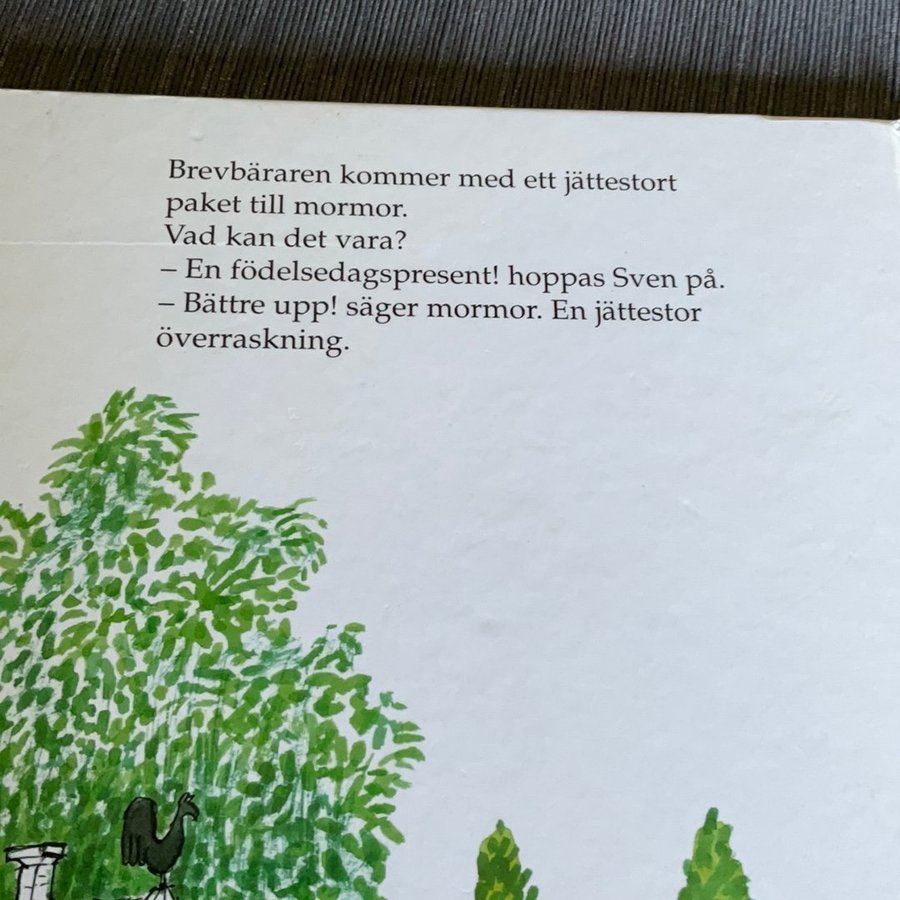 Brevbäraren kommer med ett jättestort
paket till mormor.
Vad kan det vara?
– En födelsedagspresent! hoppas Sven på.
– Bättre upp! säger mormor. En jättestor
överraskning.